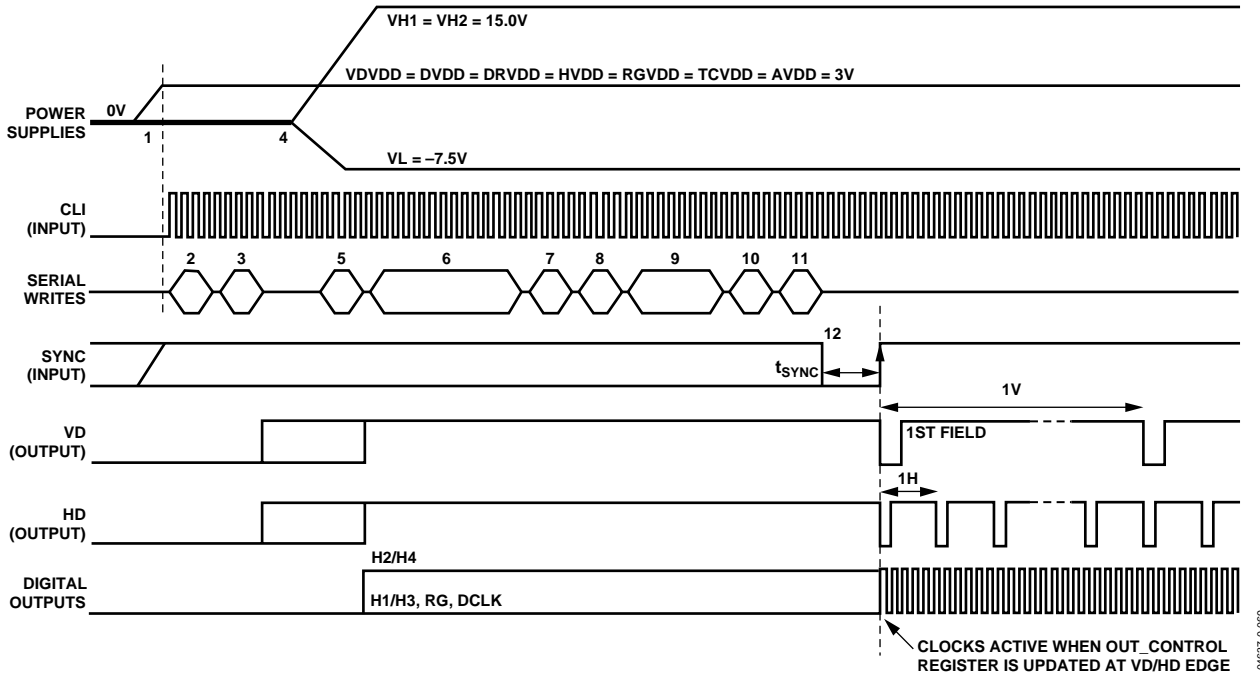 VH1 = VH2 = 15.0V
VDVDD = DVDD = DRVDD = HVDD = RGVDD = TCVDD = AVDD = 3V
0V
POWER
SUPPLIES
1
4
VL = –7.5V
CLI
(INPUT)
2
3
5
6
7
8
9
10
11
SERIAL
WRITES
12
SYNC
(INPUT)
tSYNC
1V
VD
(OUTPUT)
1ST FIELD
1H
HD
(OUTPUT)
H2/H4
DIGITAL
OUTPUTS
H1/H3, RG, DCLK
CLOCKS ACTIVE WHEN OUT_CONTROL
REGISTER IS UPDATED AT VD/HD EDGE